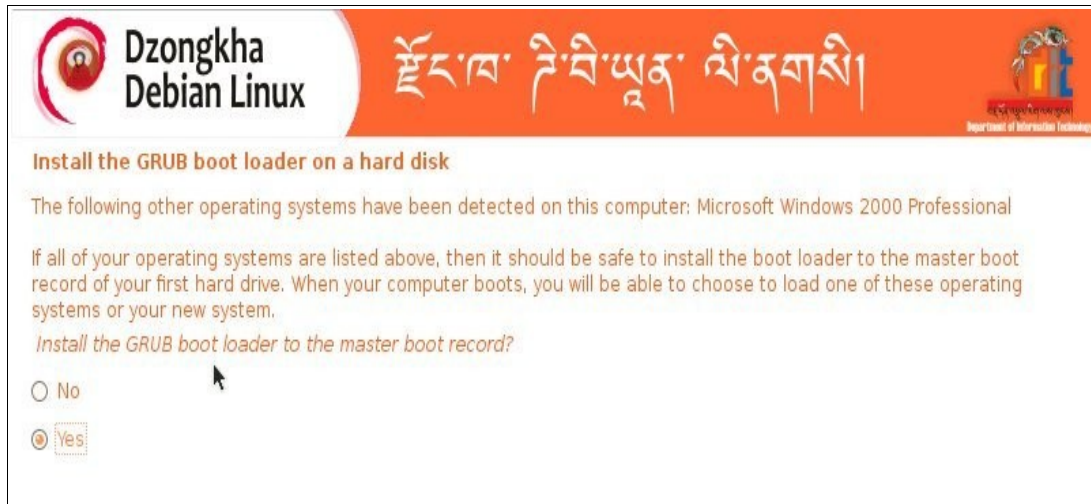 Dzongkha
Debian Linux
རྫོང་ཁ་ ཌེ་བི་ཡཱན་ ལི་ནགསི།
Department of Information Technology
Install the GRUB boot loader on a hard disk
The following other operating systems have been detected on this computer: Microsoft Windows 2000 Professional
If all of your operating systems are listed above, then it should be safe to install the boot loader to the master boot
record of your first hard drive. When your computer boots, you will be able to choose to load one of these operating
systems or your new system.
Install the GRUB boot loader to the master boot record?
No
Yes